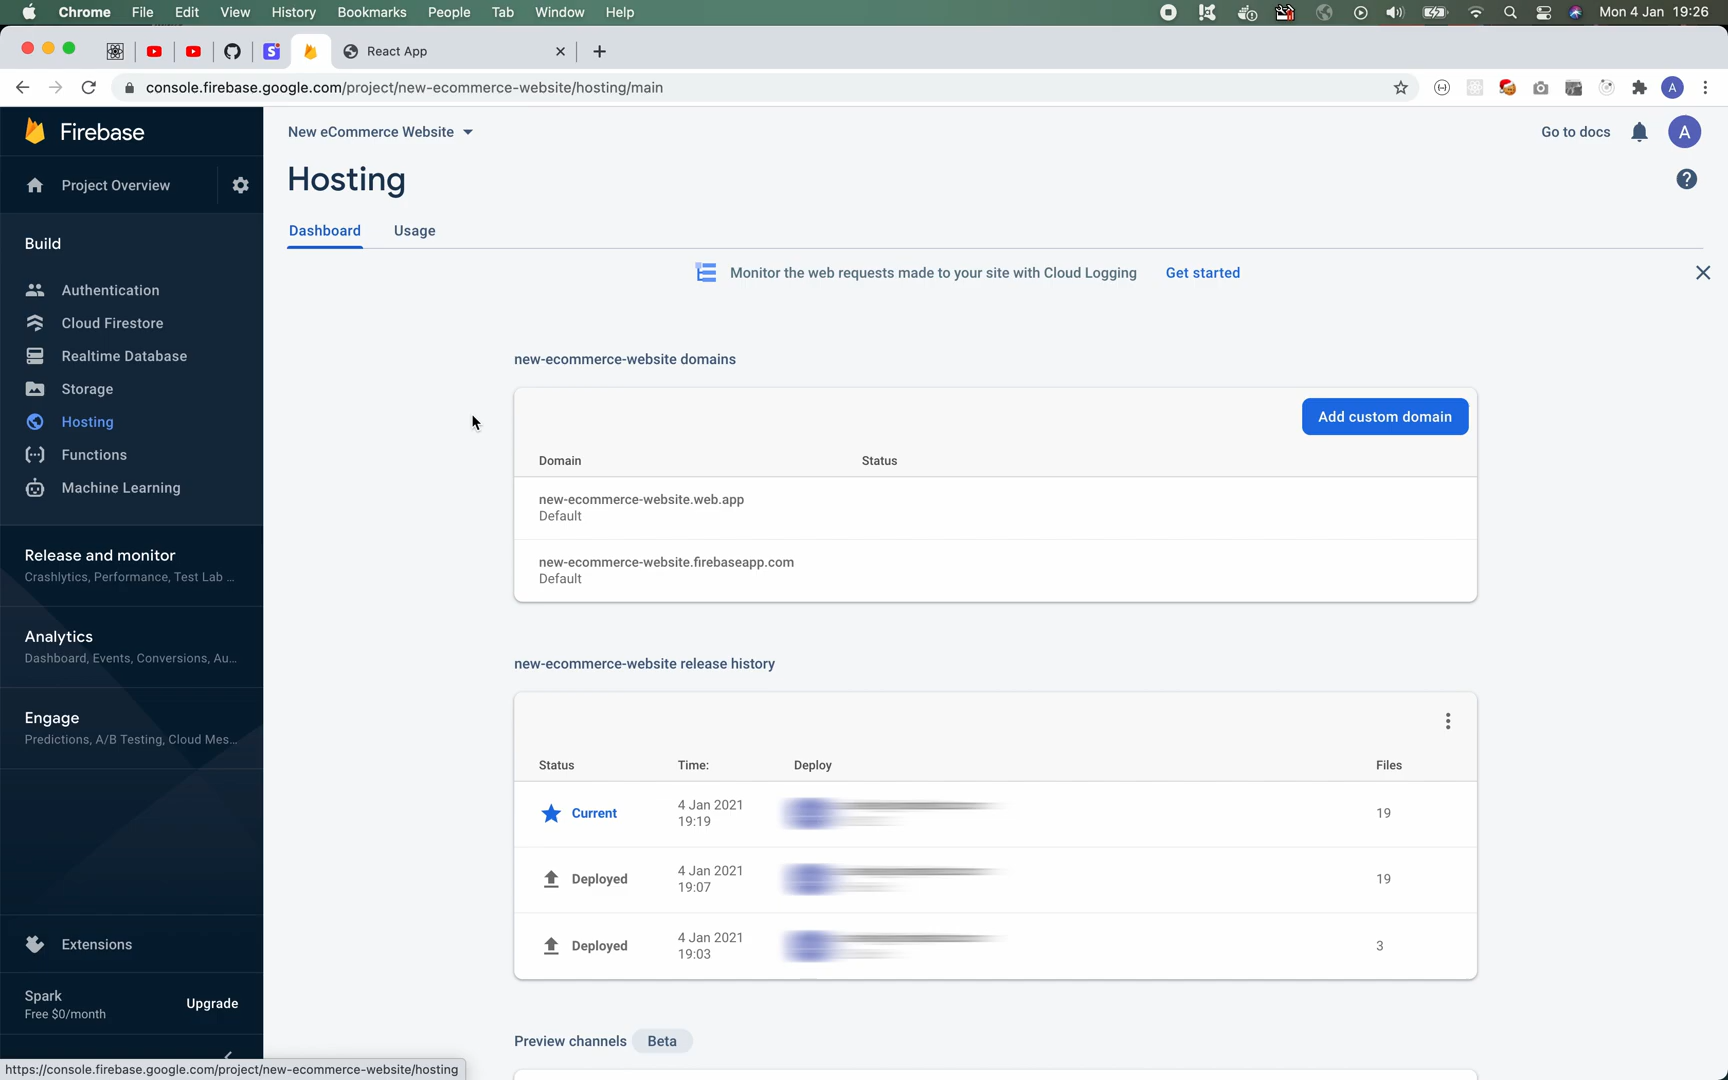 Chrome File Edit View History Bookmarks People Tab Window Help Mon 4 Jan 19:26
React App
console.firebase.google.com/project/new-ecommerce-website/hosting/main A
Firebase
New eCommerce Website
Go to docs A
Project Overview
Hosting
Dashboard Usage
Build
Monitor the web requests made to your site with Cloud Logging Get started
Authentication
Cloud Firestore
Realtime Database
Storage
Hosting
Functions
Machine Learning
new-ecommerce-website domains
Add custom domain
Domain Status
new-ecommerce-website.web.app
Default
new-ecommerce-website.firebaseapp.com
Default
Release and monitor
Crashlytics, Performance, Test Lab ...
Analytics
Dashboard, Events, Conversions, Au...
Engage
Predictions, A/B Testing, Cloud Mes...
new-ecommerce-website release history
Status Time: Deploy Files
Current 4 Jan 2021 19
19:19
Deployed 4 Jan 2021 19
19:07
Deployed 4 Jan 2021 3
19:03
Extensions
Spark
Free $0/month
Upgrade
Preview channels Beta
https://console.firebase.google.com/project/new-ecommerce-website/hosting